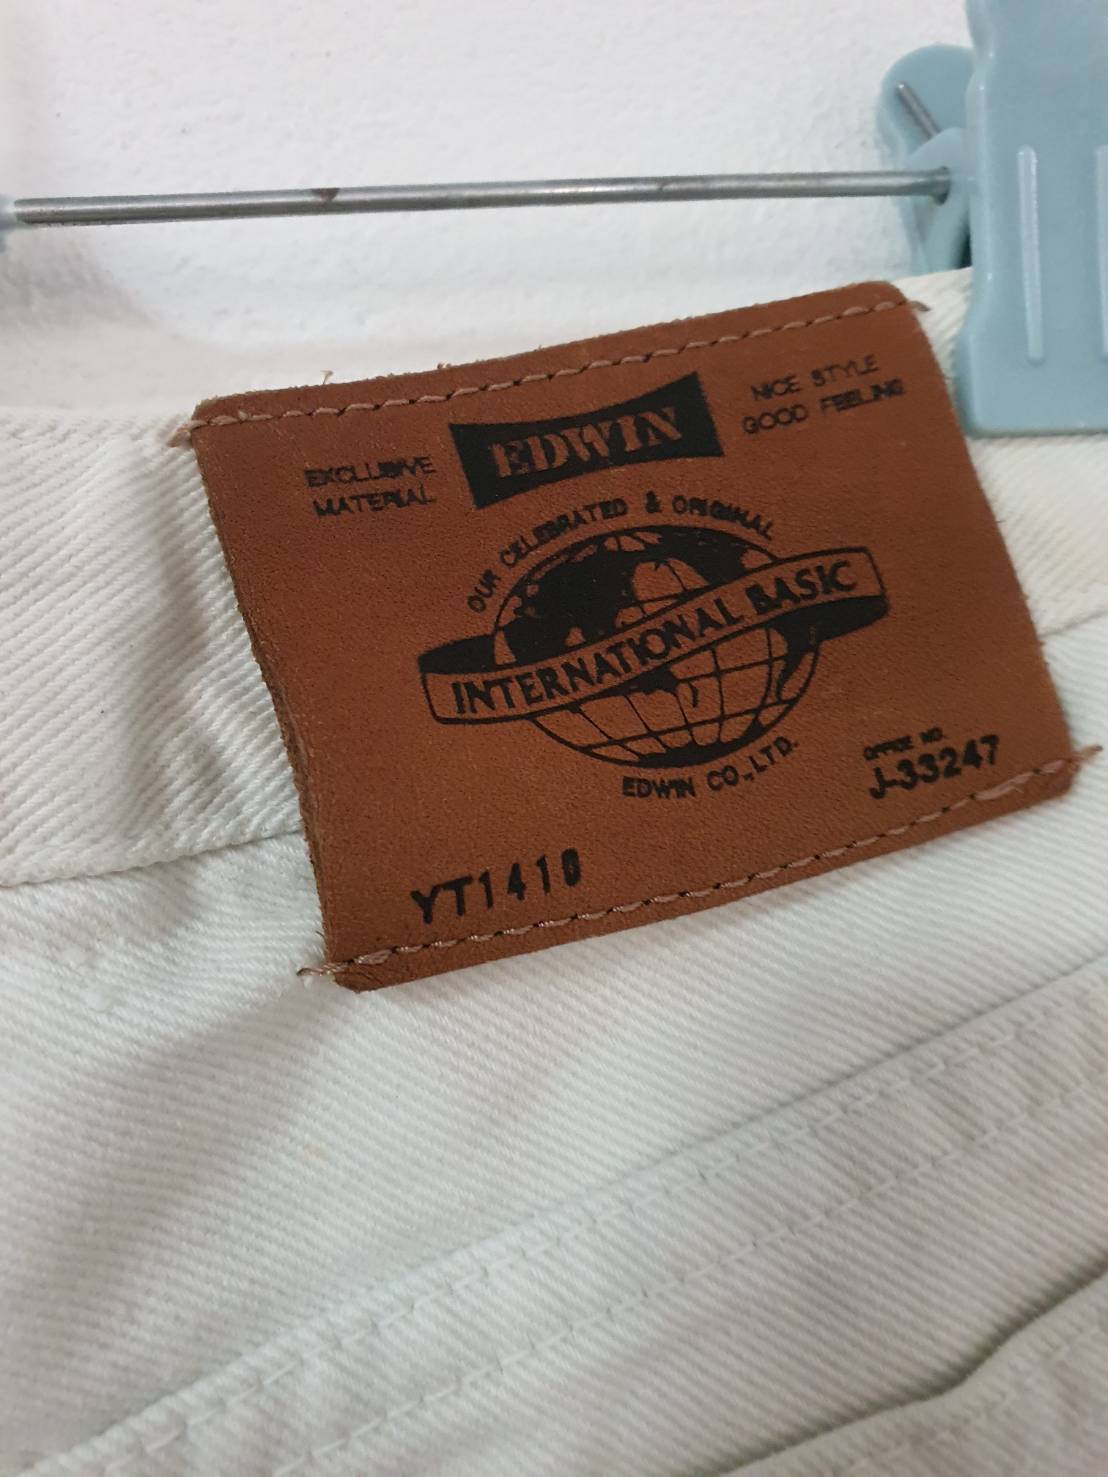 EDWIN
NICE STYLE
GOOD FEELING
EXCLUSIVE
MATERIAL
OUR CELEBRATED & ORIGINAL
INTERNATIONAL BASIC
EDWIN CO.,LTD.
OFFICE NO.
J-33247
YT1410